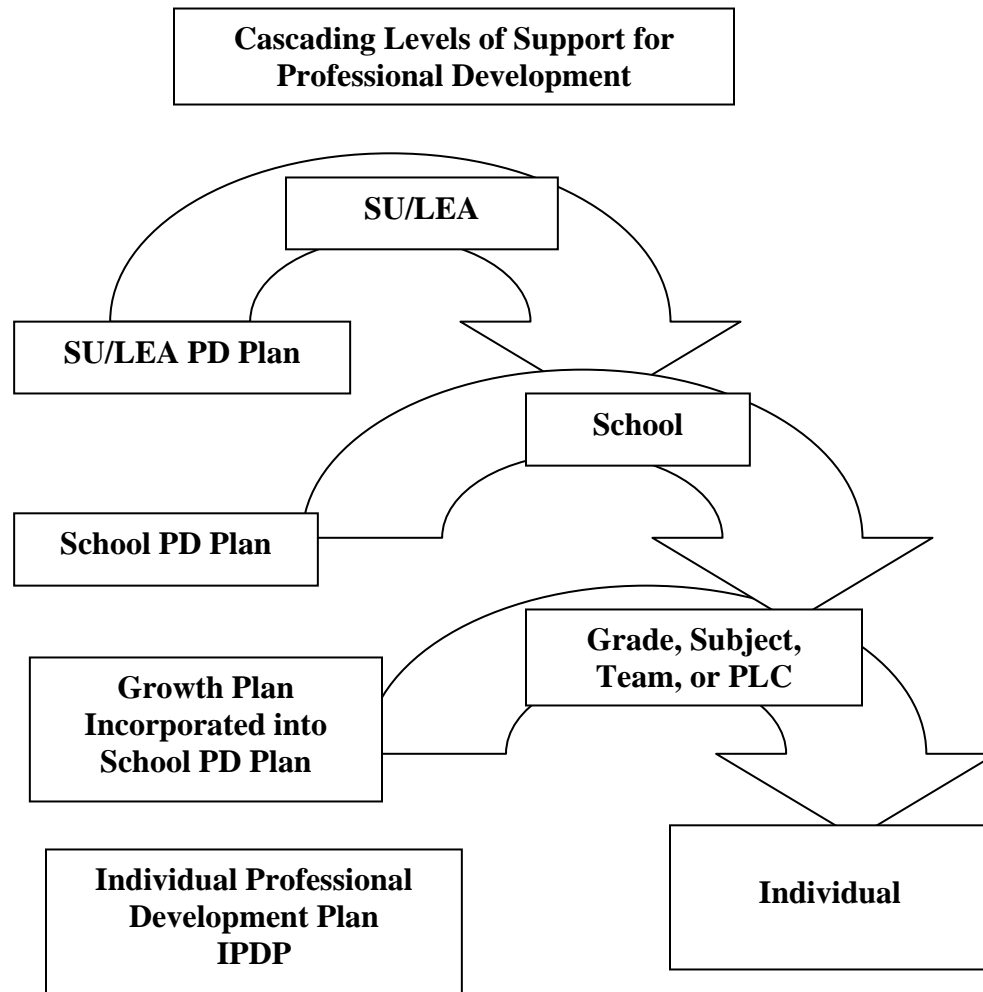 Cascading Levels of Support for
Professional Development
SU/LEA
SU/LEA PD Plan
School
School PD Plan
Grade, Subject,
Team, or PLC
Growth Plan
Incorporated into
School PD Plan
Individual Professional
Development Plan
IPDP
Individual